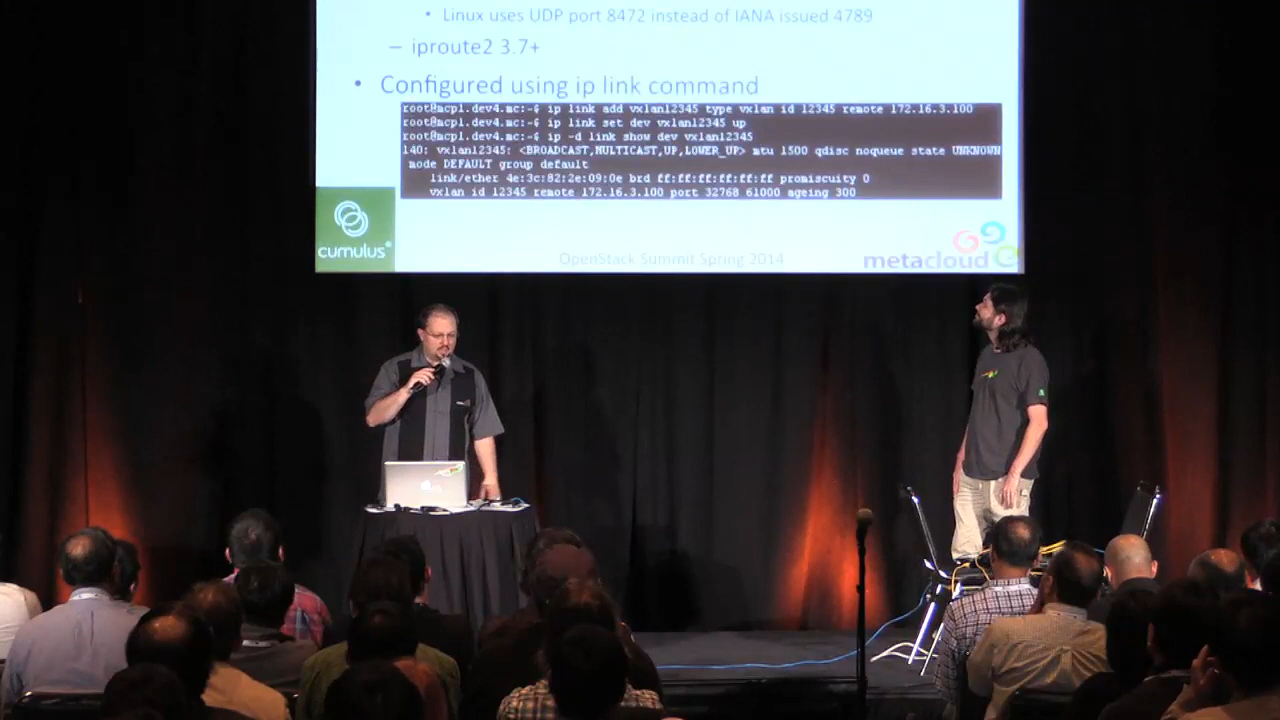 • Linux uses UDP port 8472 instead of IANA issued 4789
– iproute2 3.7+
• Configured using ip link command
root@mcp1.dev4.mc:~$ ip link add vxlan12345 type vxlan id 12345 remote 172.16.3.100
root@mcp1.dev4.mc:~$ ip link set dev vxlan12345 up
root@mcp1.dev4.mc:~$ ip -d link show dev vxlan12345
140: vxlan12345: <BROADCAST,MULTICAST,UP,LOWER_UP> mtu 1500 qdisc noqueue state UNKNOWN
mode DEFAULT group default
link/ether 4e:3c:82:2e:09:0e brd ff:ff:ff:ff:ff:ff promiscuity 0
vxlan id 12345 remote 172.16.3.100 port 32768 61000 ageing 300
cumulus®
OpenStack Summit Spring 2014
metacloud